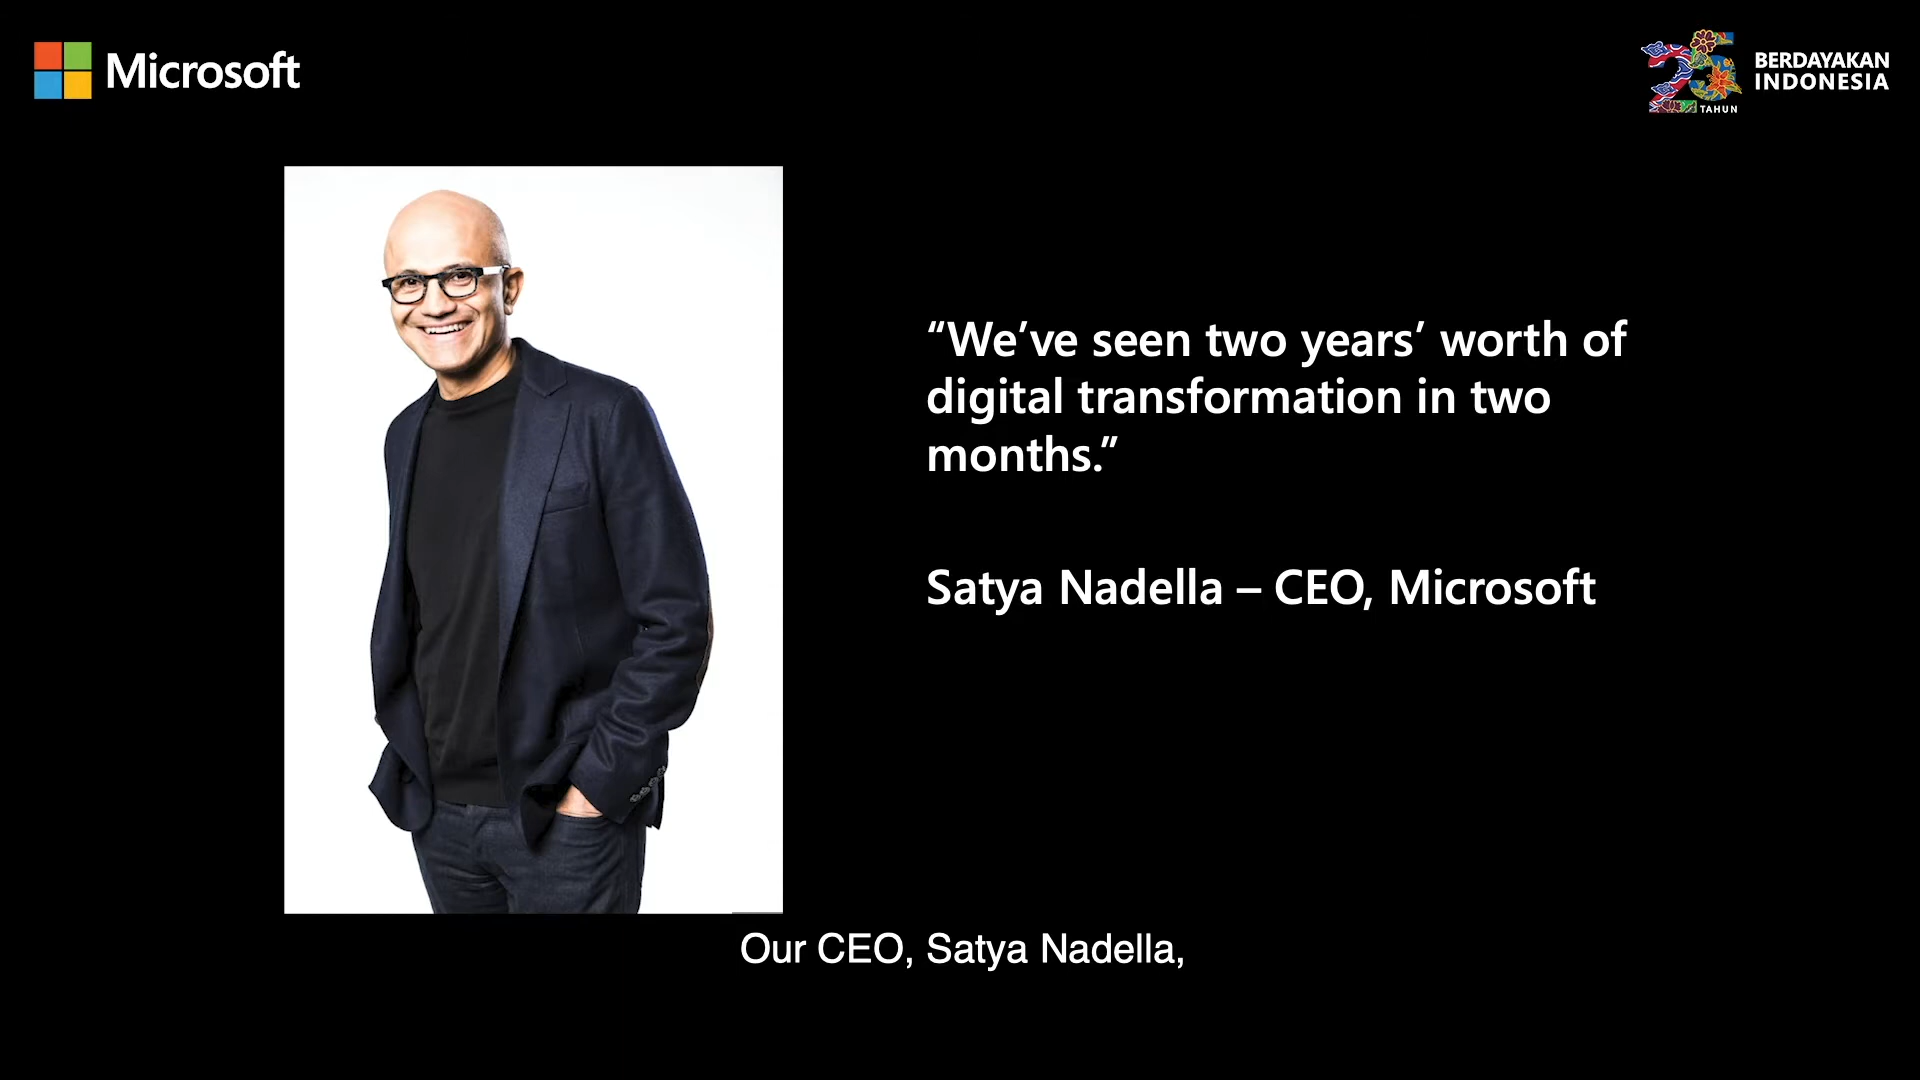 Microsoft
25
TAHUN
BERDAYAKAN
INDONESIA
“We’ve seen two years’ worth of
digital transformation in two
months.”
Satya Nadella – CEO, Microsoft
Our CEO, Satya Nadella,